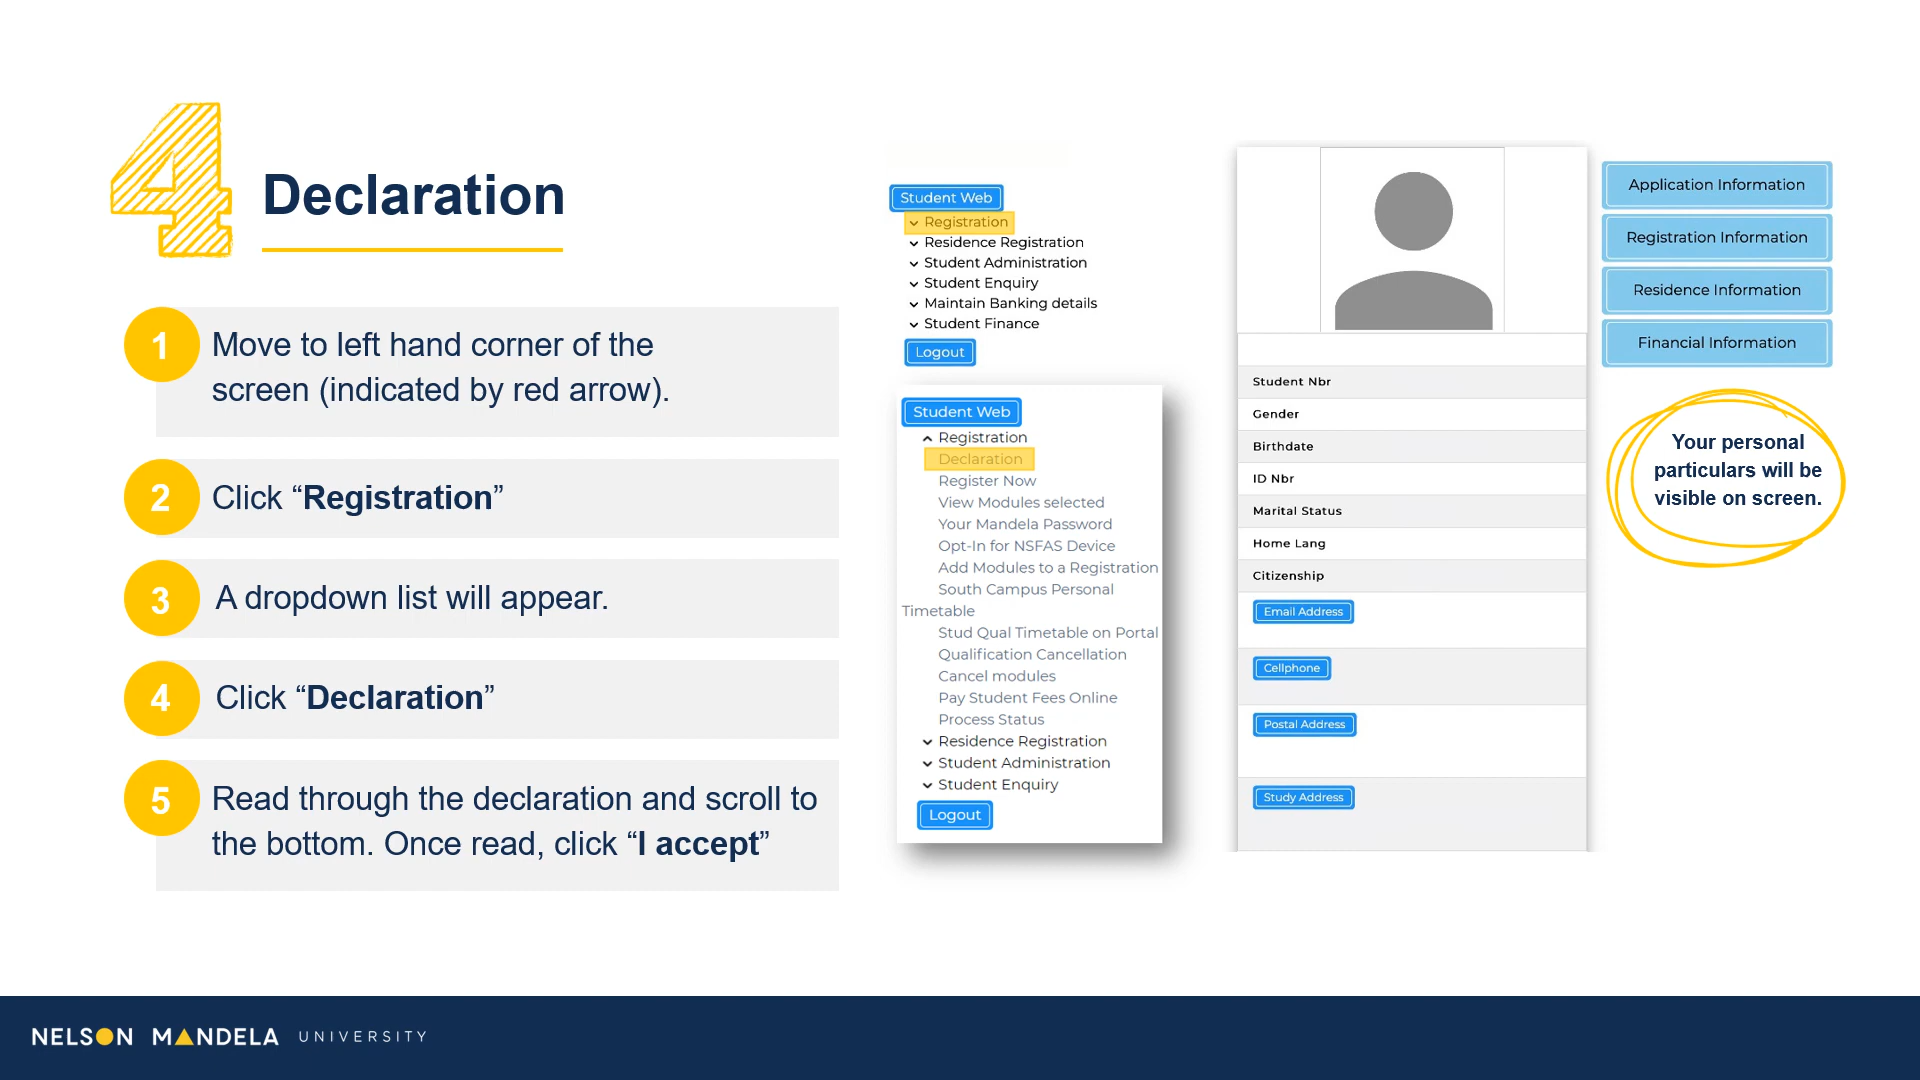 4
Declaration
1
Move to left hand corner of the
screen (indicated by red arrow).
2
Click “Registration”
3
A dropdown list will appear.
4
Click “Declaration”
5
Read through the declaration and scroll to
the bottom. Once read, click “I accept”
Student Web
Registration
Residence Registration
Student Administration
Student Enquiry
Maintain Banking details
Student Finance
Logout
Student Web
Registration
Declaration
Register Now
View Modules selected
Your Mandela Password
Opt-In for NSFAS Device
Add Modules to a Registration
South Campus Personal
Timetable
Stud Qual Timetable on Portal
Qualification Cancellation
Cancel modules
Pay Student Fees Online
Process Status
Residence Registration
Student Administration
Student Enquiry
Logout
Student Nbr
Gender
Birthdate
ID Nbr
Marital Status
Home Lang
Citizenship
Email Address
Cellphone
Postal Address
Study Address
Application Information
Registration Information
Residence Information
Financial Information
Your personal
particulars will be
visible on screen.
NELSON MANDELA UNIVERSITY